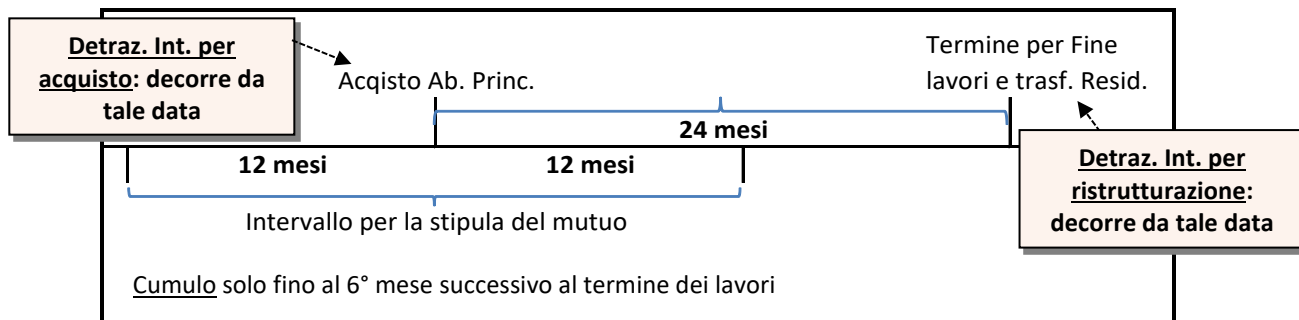 Detraz. Int. per
acquisto: decorre da
tale data
Acqisto Ab. Princ.
Termine per Fine
lavori e trasf. Resid.
24 mesi
12 mesi
12 mesi
Detraz. Int. per
ristrutturazione:
decorre da tale data
Intervallo per la stipula del mutuo
Cumulo solo fino al 6° mese successivo al termine dei lavori